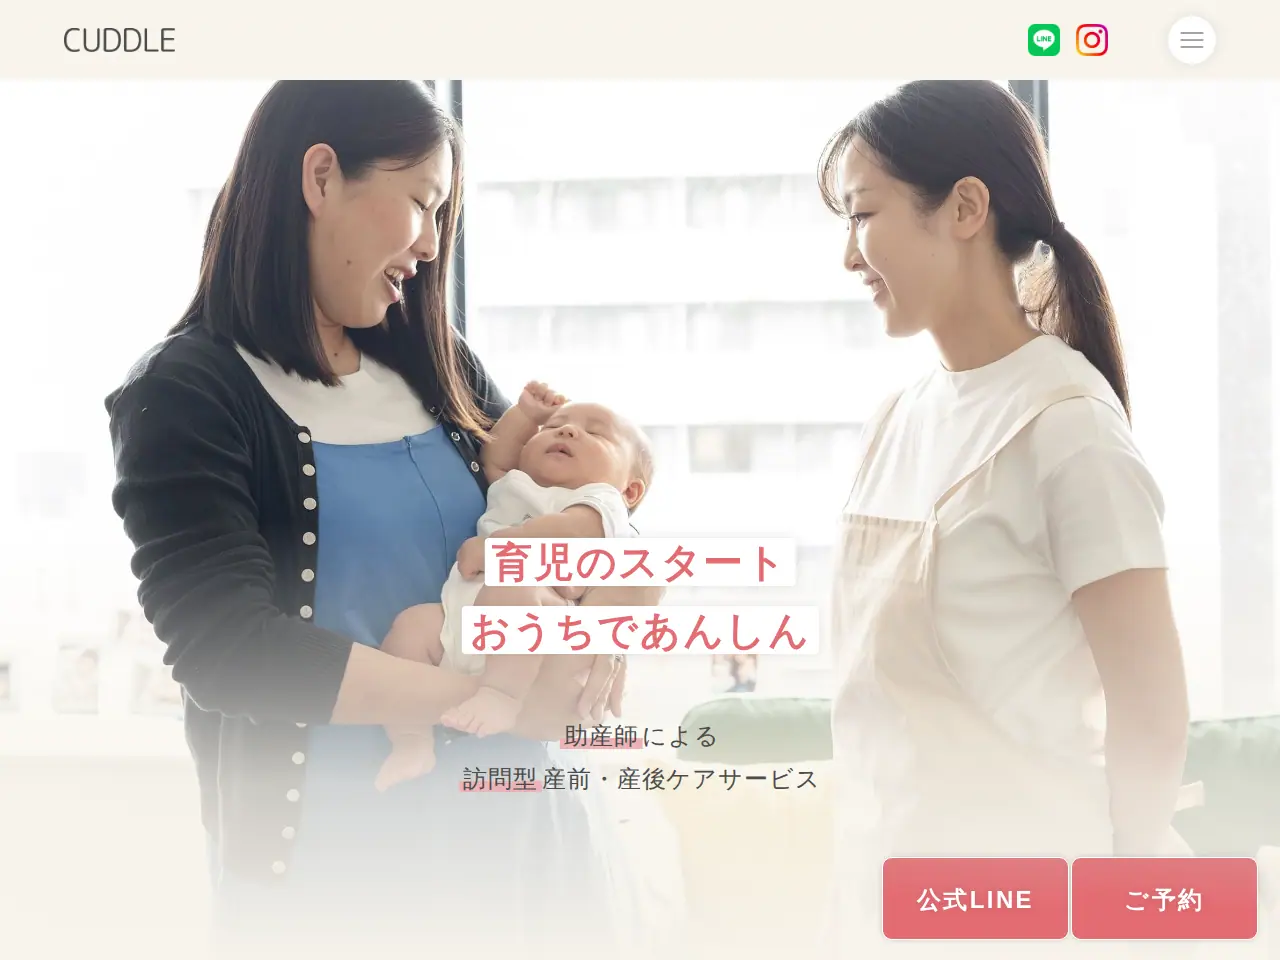 CUDDLE
LINE
育児のスタート
おうちであんしん
助産師による
訪問型産前・産後ケアサービス
公式LINE
ご予約